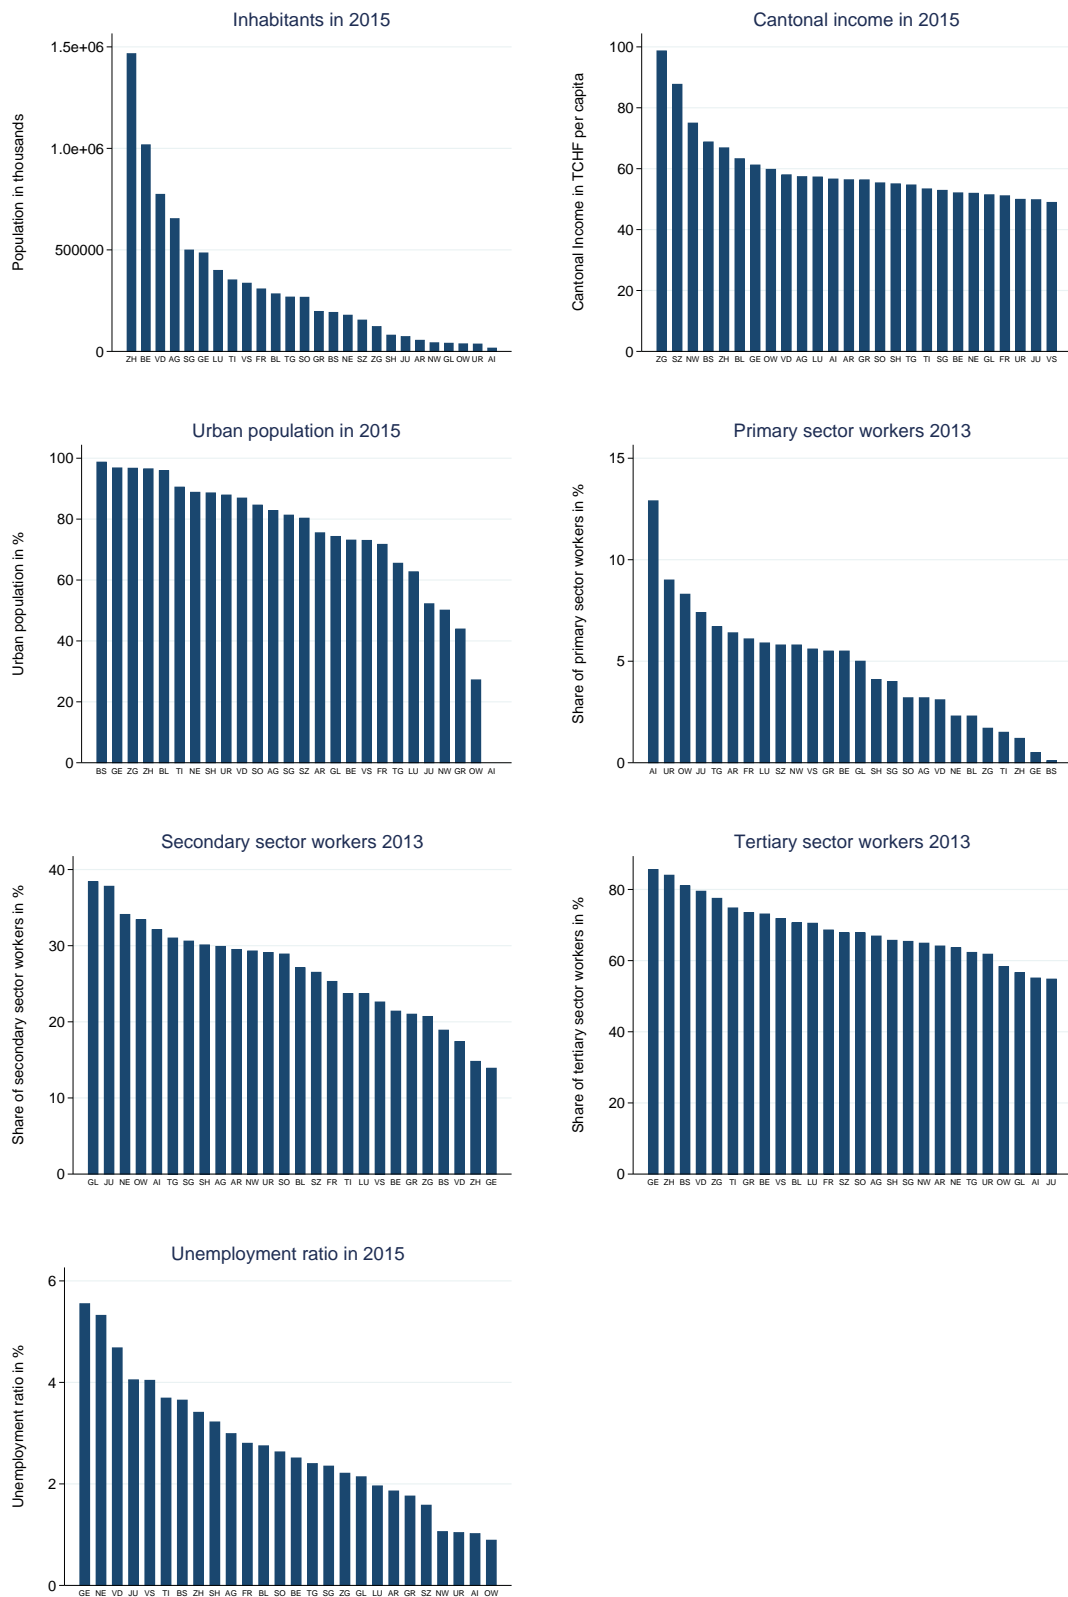 Inhabitants in 2015
Population in thousands
1.5e+06
1.0e+06
500000
0
ZH BE VD AG SG GE LU TI VS FR BL TG SO GR BS NE SZ ZG SH JU AR NW GL OW UR AI
Cantonal income in 2015
Cantonal Income in TCHF per capita
100
80
60
40
20
0
ZG SZ NW BS ZH BL GE OW VD AG LU AI AR GR SO SH TG TI SG BE NE GL FR UR JU VS
Urban population in 2015
Urban population in %
100
80
60
40
20
0
BS GE ZG ZH BL TI NE SH UR VD SO AG SG SZ AR GL BE VS FR TG LU JU NW GR OW AI
Primary sector workers 2013
Share of primary sector workers in %
15
10
5
0
AI UR OW JU TG AR FR LU SZ NW VS GR BE GL SH SG SO AG VD NE BL ZG TI ZH GE BS
Secondary sector workers 2013
Share of secondary sector workers in %
40
30
20
10
0
GL JU NE OW AI TG SG SH AG AR NW UR SO BL SZ FR TI LU VS BE GR ZG BS VD ZH GE
Tertiary sector workers 2013
Share of tertiary sector workers in %
80
60
40
20
0
GE ZH BS VD ZG TI GR BE VS BL LU FR SZ SO AG SH SG NW AR NE TG UR OW GL AI JU
Unemployment ratio in 2015
Unemployment ratio in %
6
4
2
0
GE NE VD JU VS TI BS ZH SH AG FR BL SO BE TG SG ZG GL LU AR GR SZ NW UR AI OW